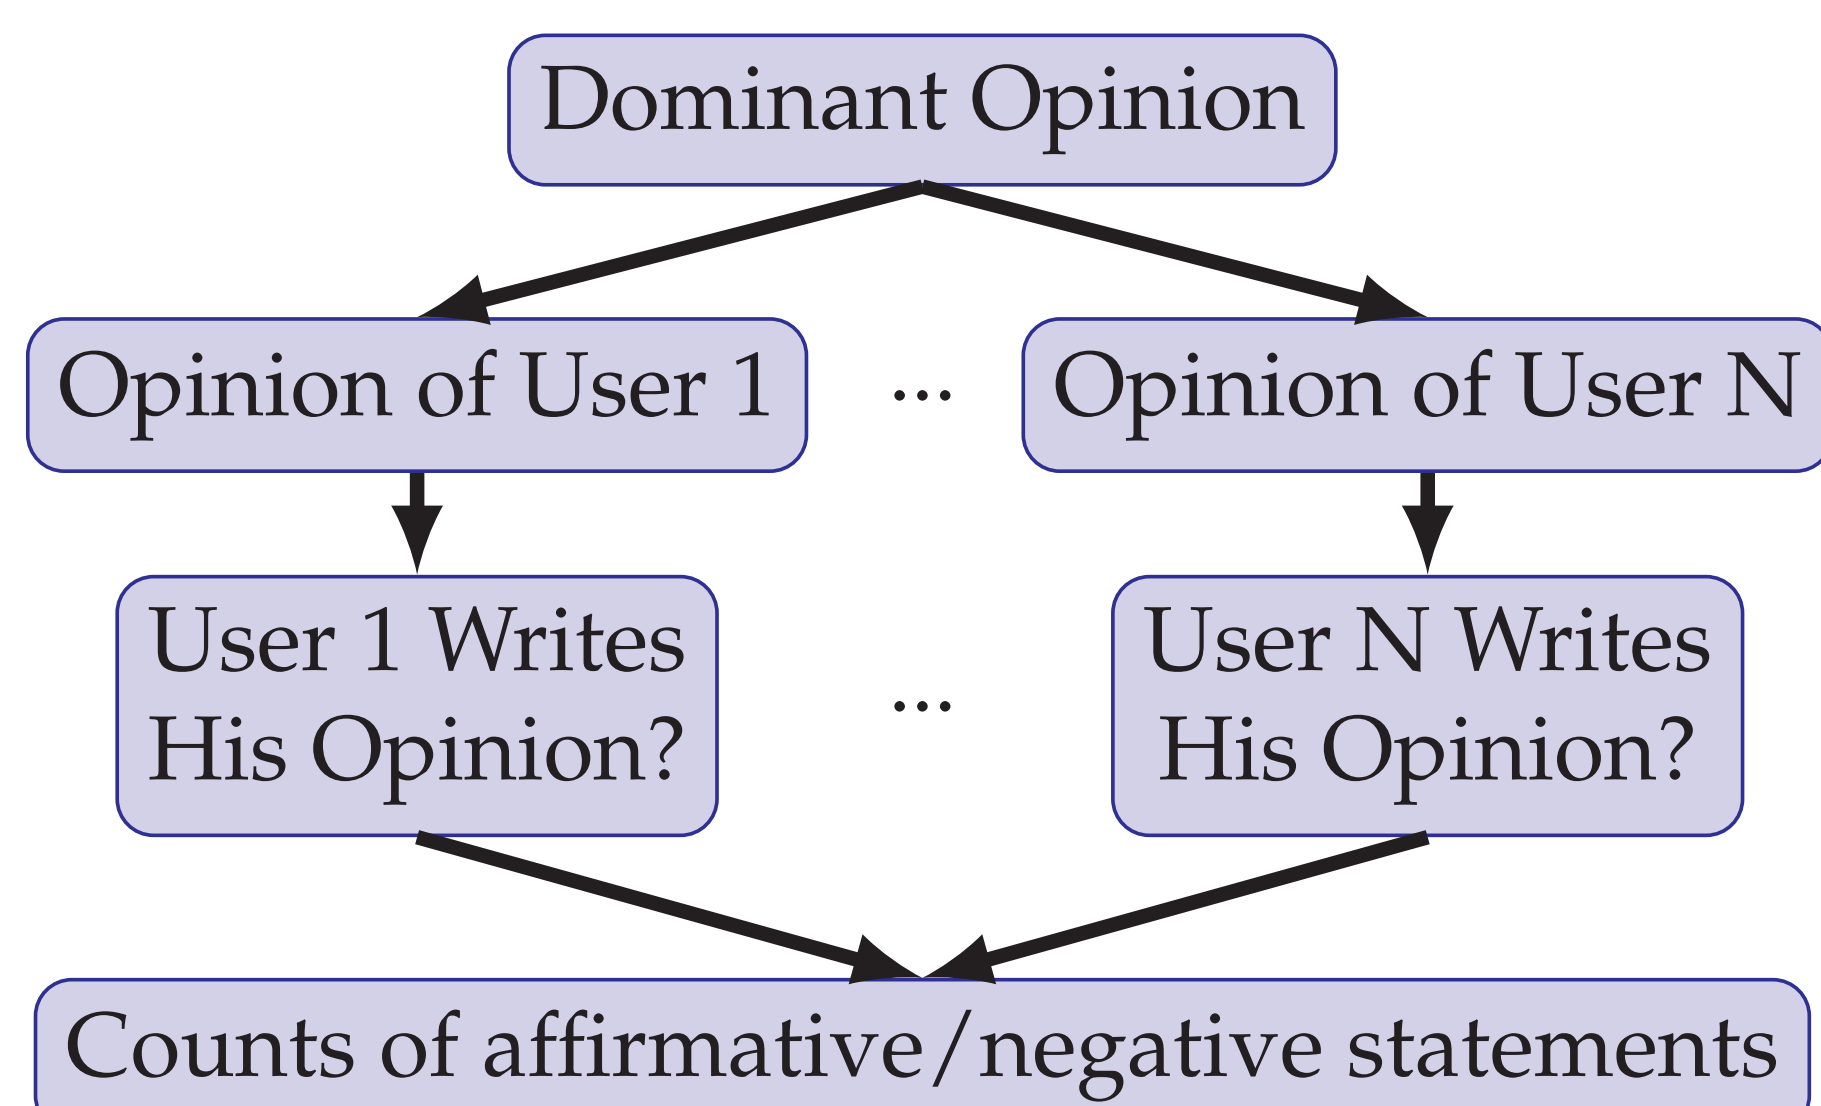 Dominant Opinion
Opinion of User 1 ... Opinion of User N
User 1 Writes
His Opinion?
...
User N Writes
His Opinion?
Counts of affirmative/negative statements